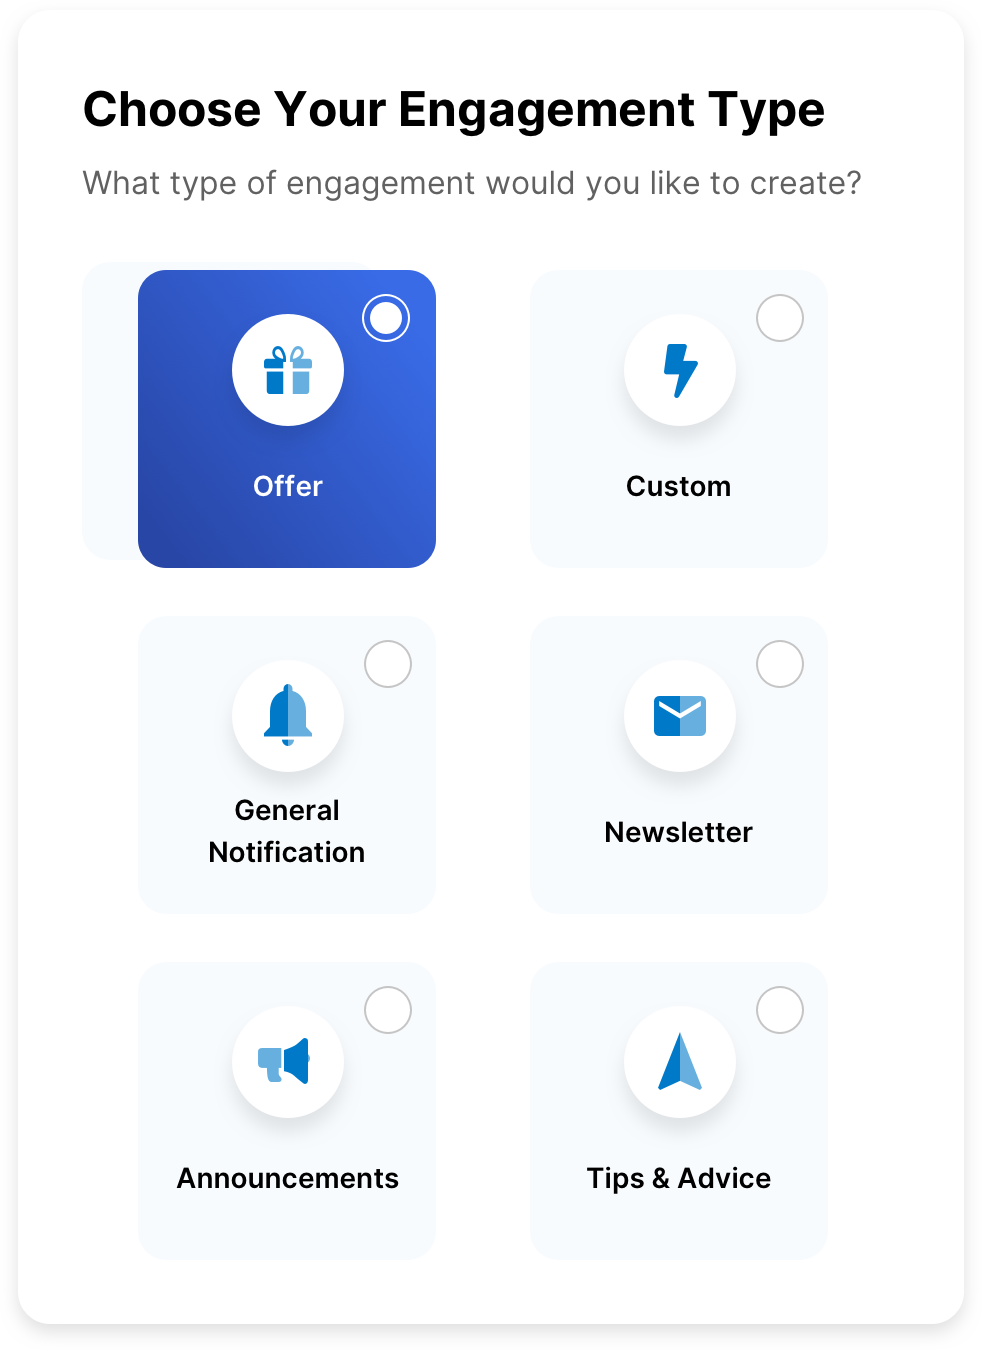 Choose Your Engagement Type
What type of engagement would you like to create?
Offer
Custom
General
Notification
Newsletter
Announcements
Tips & Advice